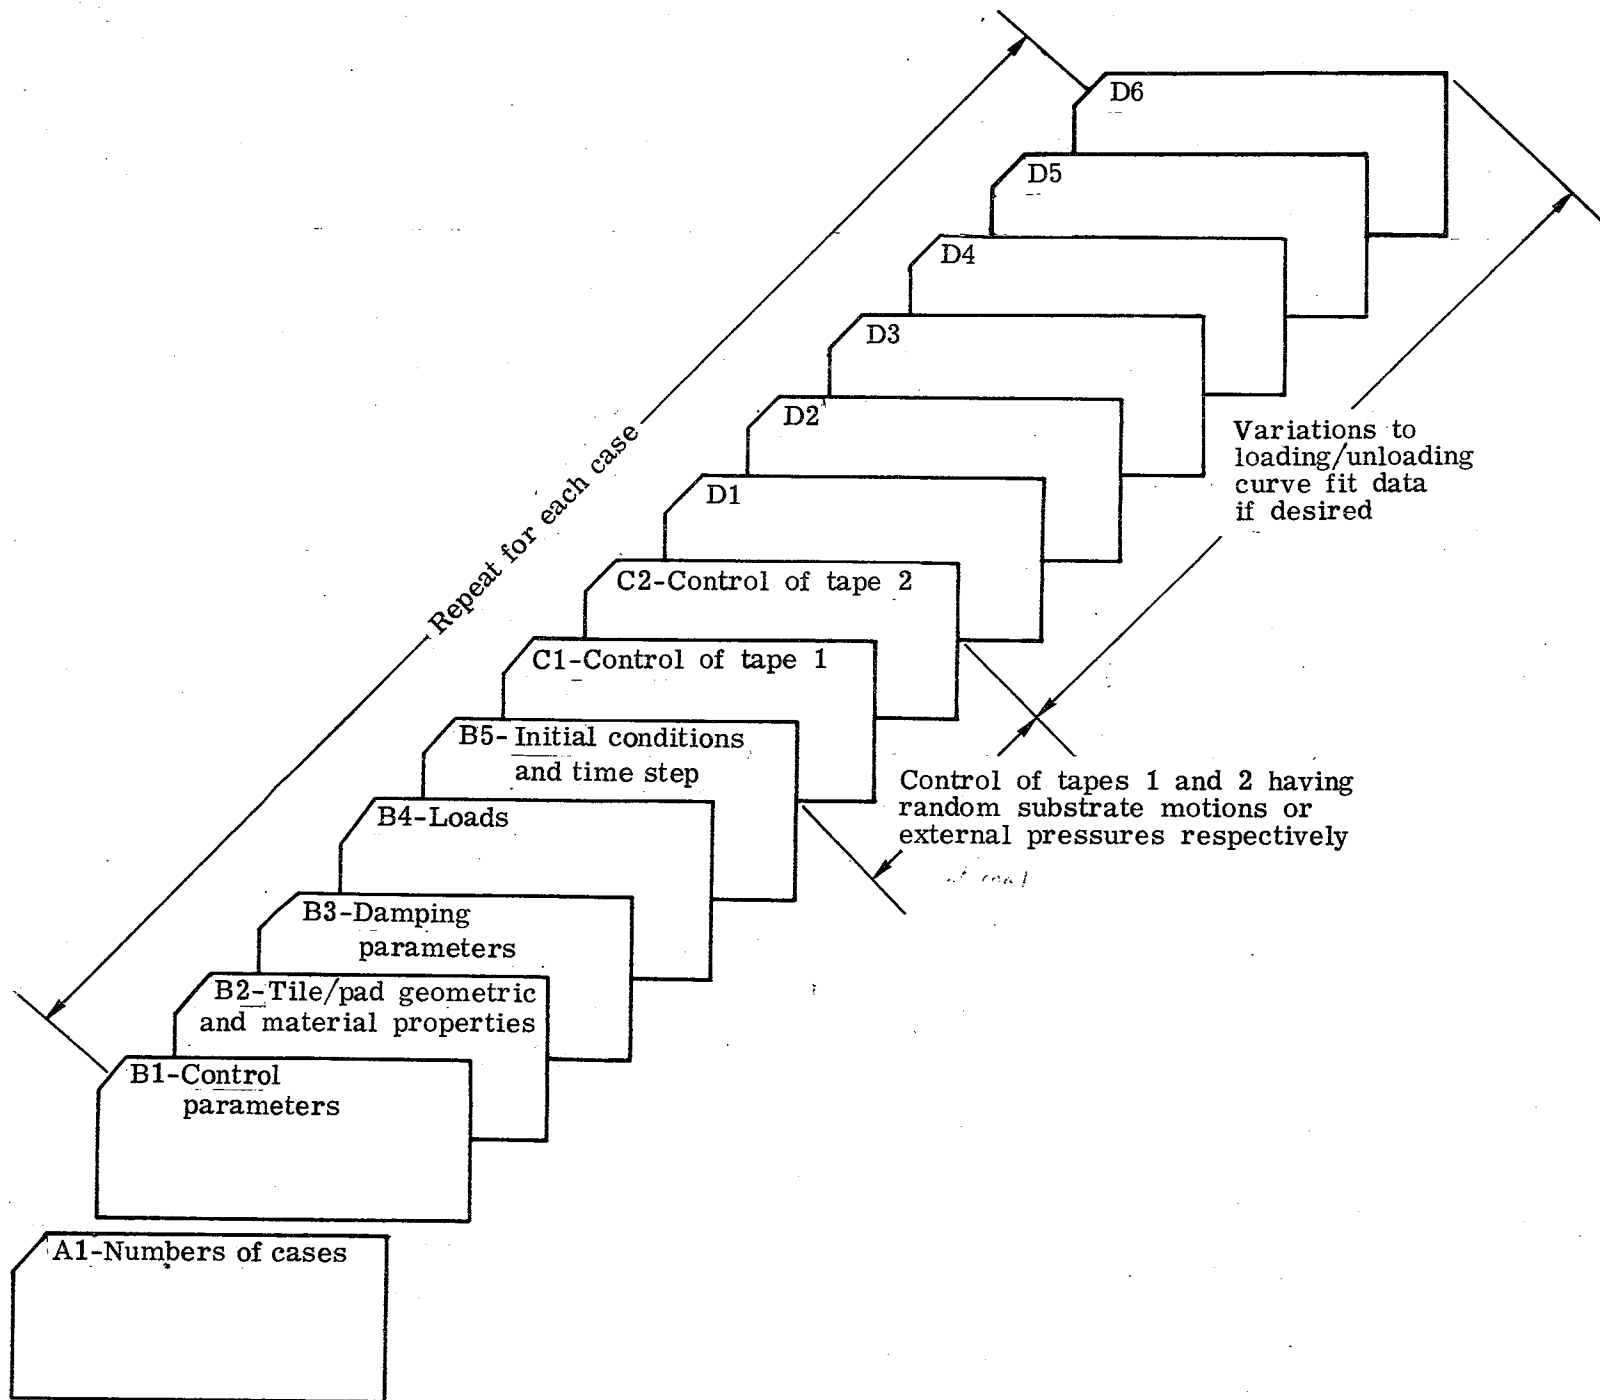 D6
D5
D4
D3
D2
D1
Variations to
loading/unloading
curve fit data
if desired
Repeat for each case
C2-Control of tape 2
C1-Control of tape 1
B5-Initial conditions
and time step
Control of tapes 1 and 2 having
random substrate motions or
external pressures respectively
B4-Loads
B3-Damping
parameters
B2-Tile/pad geometric
and material properties
B1-Control
parameters
A1-Numbers of cases